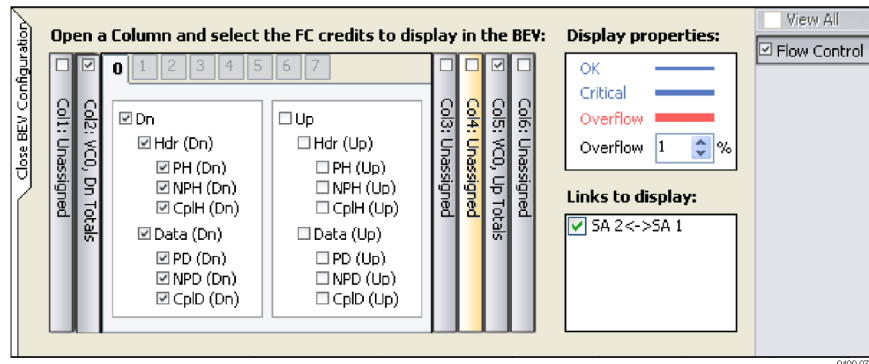 Close BEV Configuration
Open a Column and select the FC credits to display in the BEV:
Col1: Unassigned
Col2: VC0, Dn Totals
0 1 2 3 4 5 6 7
Dn
Hdr (Dn)
PH (Dn)
NPH (Dn)
CplH (Dn)
Data (Dn)
PD (Dn)
NPD (Dn)
CplD (Dn)
Up
Hdr (Up)
PH (Up)
NPH (Up)
CplH (Up)
Data (Up)
PD (Up)
NPD (Up)
CplD (Up)
Col3: Unassigned
Col4: Unassigned
Col5: VC0, Up Totals
Col6: Unassigned
Display properties:
OK
Critical
Overflow
Overflow 1 %
Links to display:
SA 2<->SA 1
View All
Flow Control